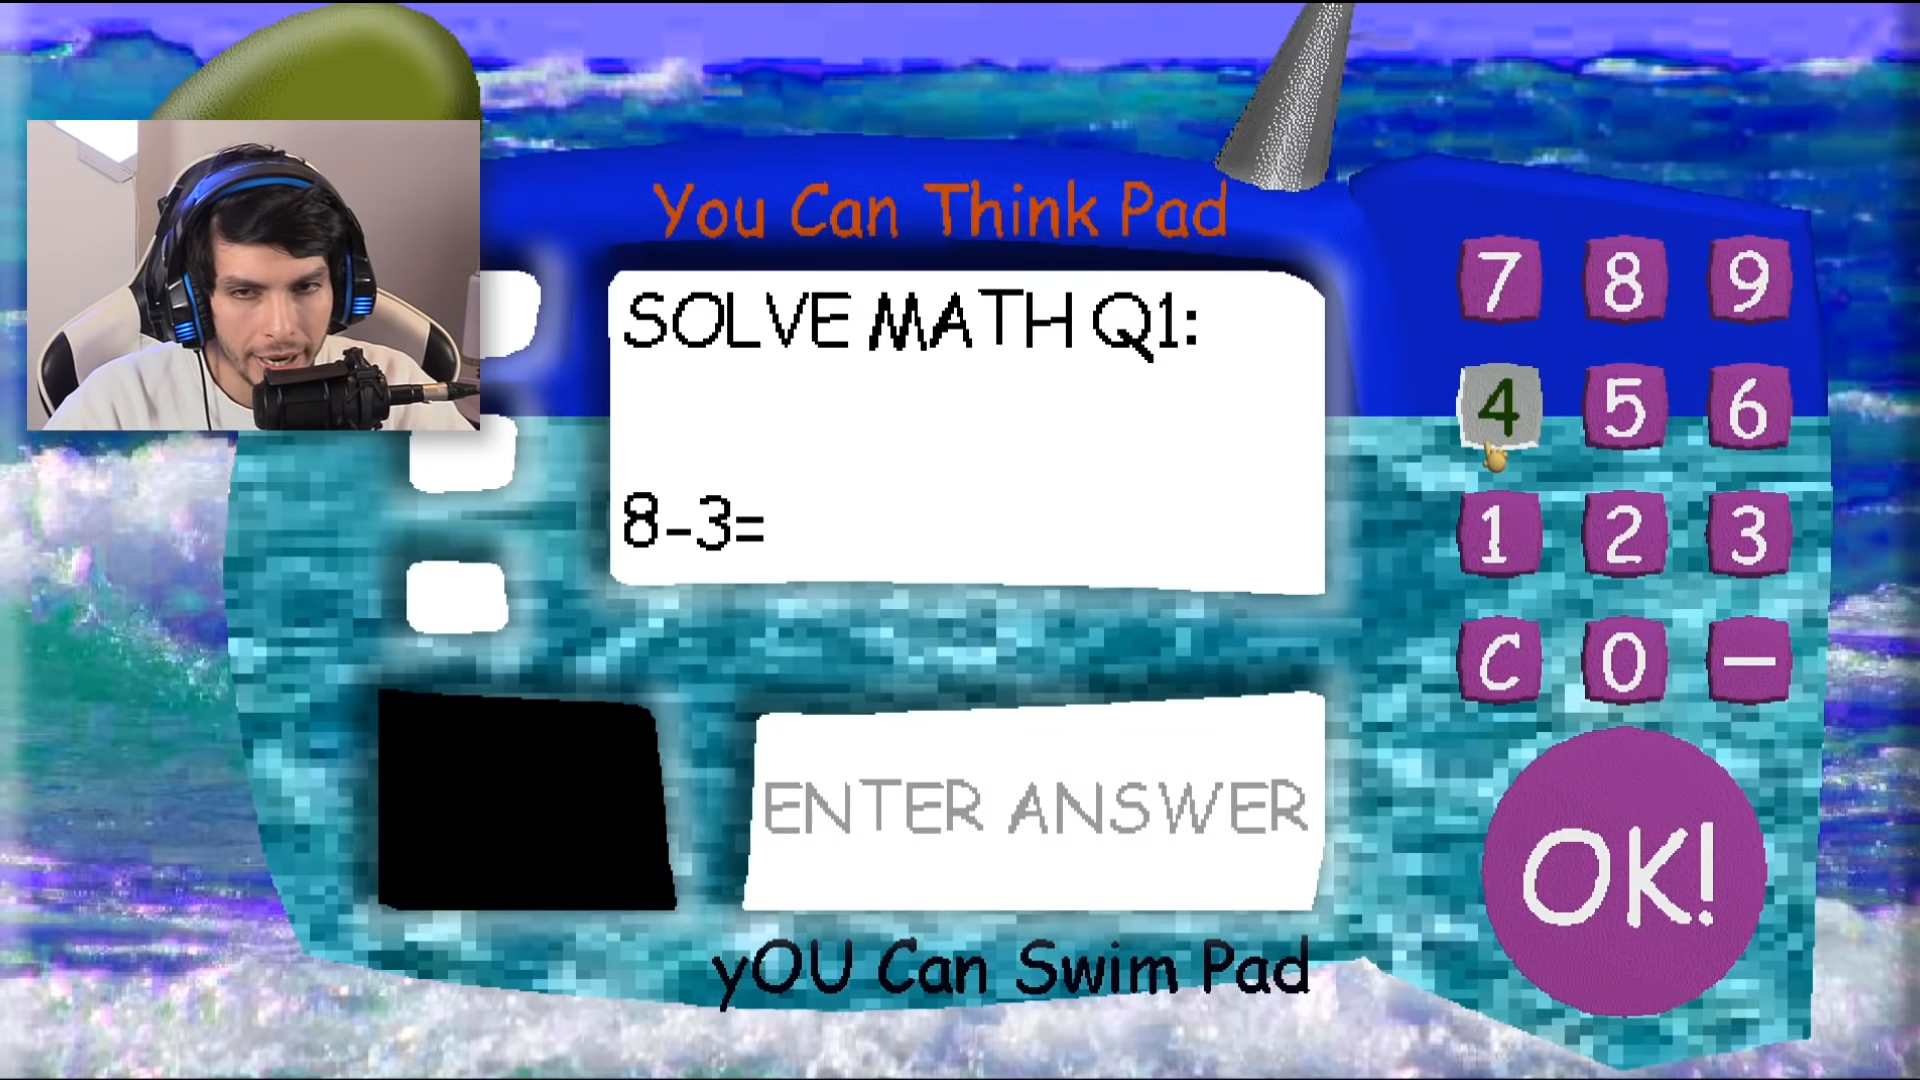 You Can Think Pad
SOLVE MATH Q1:
8-3=
7 8 9
4 5 6
1 2 3
C 0 —
ENTER ANSWER
OK!
yOU Can Swim Pad